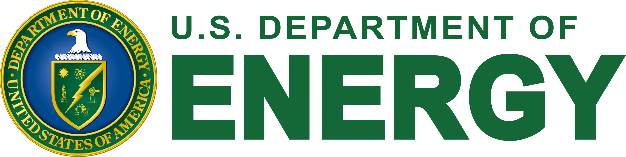 DEPARTMENT OF ENERGY
UNITED STATES OF AMERICA
U.S. DEPARTMENT OF
ENERGY